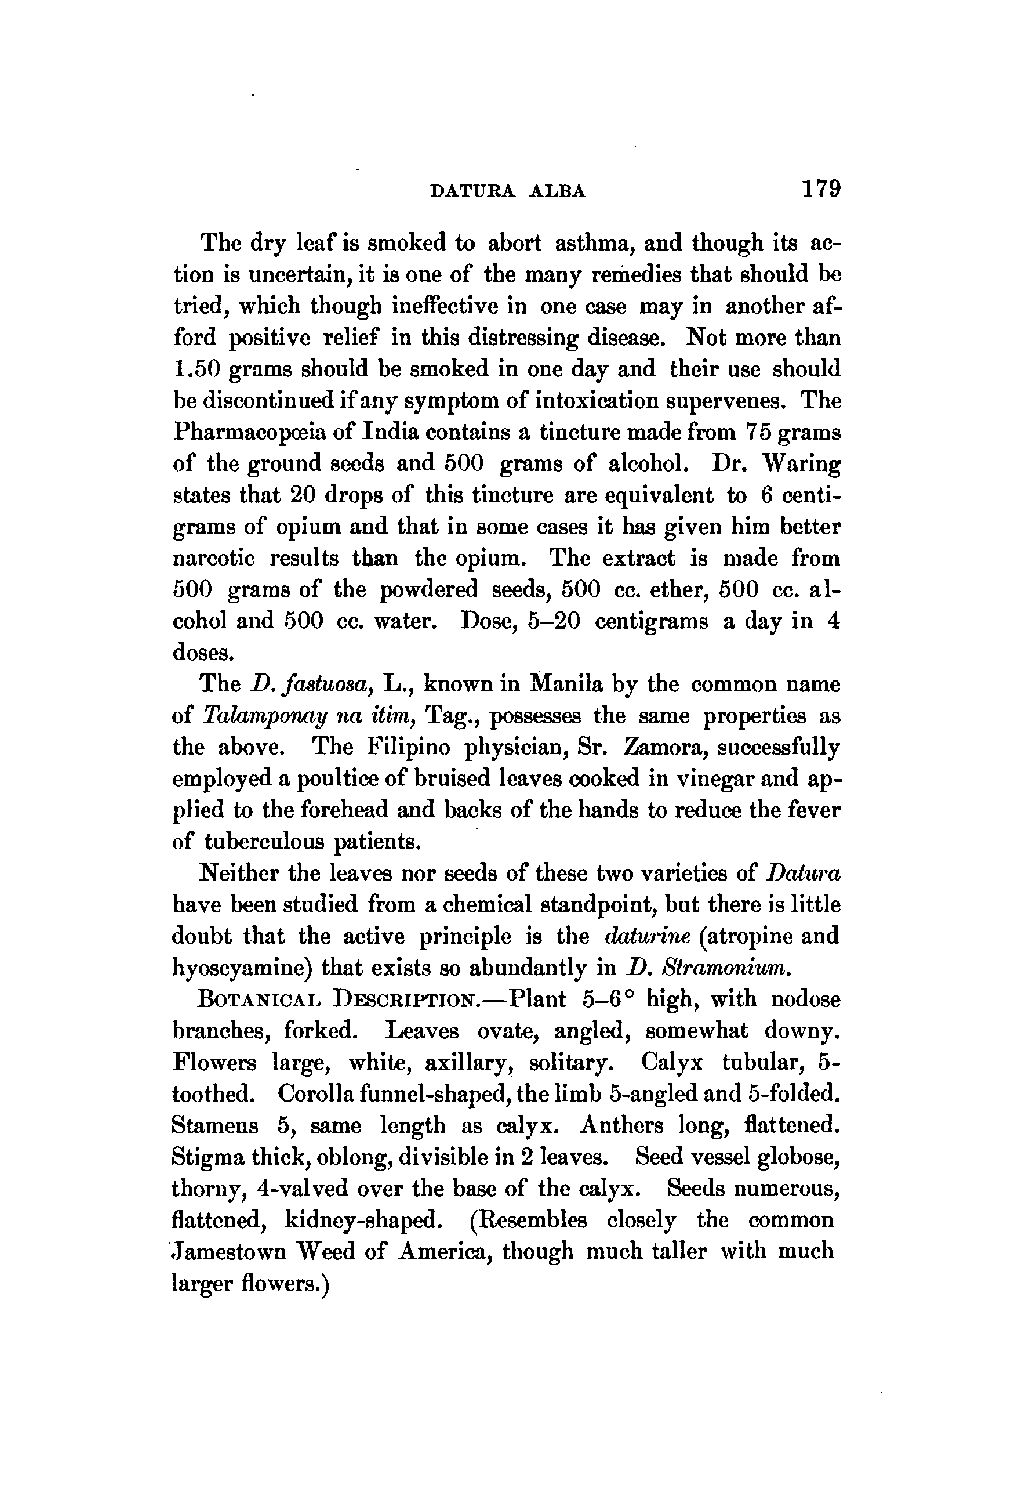 DATURA ALBA 179
The dry leaf is smoked to abort asthma, and though its ac-
tion is uncertain, it is one of the many remedies that should be
tried, which though ineffective in one case may in another af-
ford positive relief in this distressing disease. Not more than
1.50 grams should be smoked in one day and their use should
be discontinued if any symptom of intoxication supervenes. The
Pharmacopœia of India contains a tincture made from 75 grams
of the ground seeds and 500 grams of alcohol. Dr. Waring
states that 20 drops of this tincture are equivalent to 6 centi-
grams of opium and that in some cases it has given him better
narcotic results than the opium. The extract is made from
500 grams of the powdered seeds, 500 cc. ether, 500 cc. al-
cohol and 500 cc. water. Dose, 5–20 centigrams a day in 4
doses.
The D. fastuosa, L., known in Manila by the common name
of Talamponay na itim, Tag., possesses the same properties as
the above. The Filipino physician, Sr. Zamora, successfully
employed a poultice of bruised leaves cooked in vinegar and ap-
plied to the forehead and backs of the hands to reduce the fever
of tuberculous patients.
Neither the leaves nor seeds of these two varieties of Datura
have been studied from a chemical standpoint, but there is little
doubt that the active principle is the daturine (atropine and
hyoscyamine) that exists so abundantly in D. Stramonium.
BOTANICAL DESCRIPTION.—Plant 5–6° high, with nodose
branches, forked. Leaves ovate, angled, somewhat downy.
Flowers large, white, axillary, solitary. Calyx tubular, 5-
toothed. Corolla funnel-shaped, the limb 5-angled and 5-folded.
Stamens 5, same length as calyx. Anthers long, flattened.
Stigma thick, oblong, divisible in 2 leaves. Seed vessel globose,
thorny, 4-valved over the base of the calyx. Seeds numerous,
flattened, kidney-shaped. (Resembles closely the common
Jamestown Weed of America, though much taller with much
larger flowers.)